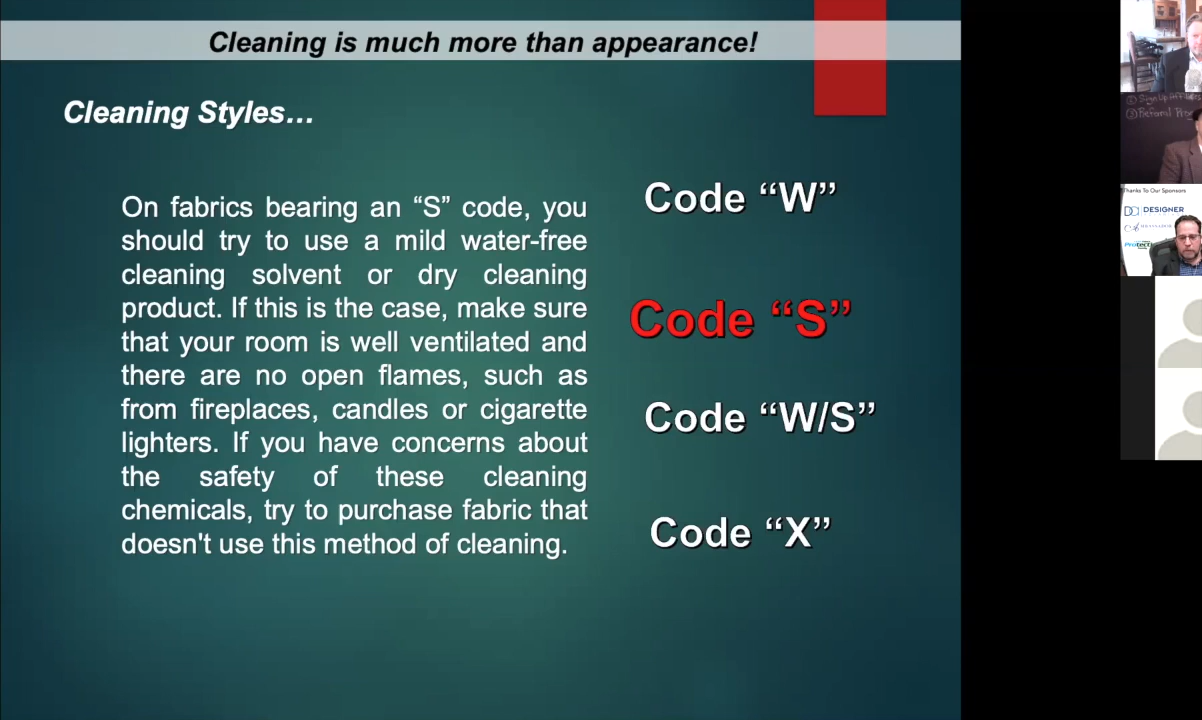 Cleaning is much more than appearance!
Cleaning Styles...
On fabrics bearing an “S” code, you
should try to use a mild water-free
cleaning solvent or dry cleaning
product. If this is the case, make sure
that your room is well ventilated and
there are no open flames, such as
from fireplaces, candles or cigarette
lighters. If you have concerns about
the safety of these cleaning
chemicals, try to purchase fabric that
doesn't use this method of cleaning.
Code “W”
Code “S”
Code “W/S”
Code “X”
Thanks To Our Sponsors
DESIGNER